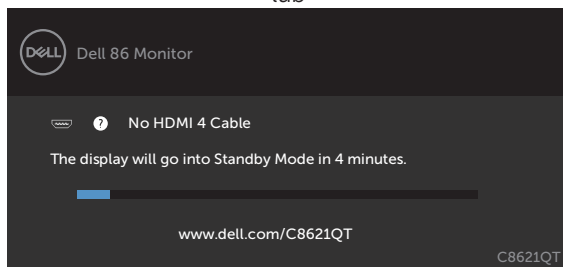 DELL
Dell 86 Monitor
? No HDMI 4 Cable
The display will go into Standby Mode in 4 minutes.
www.dell.com/C8621QT
C8621QT